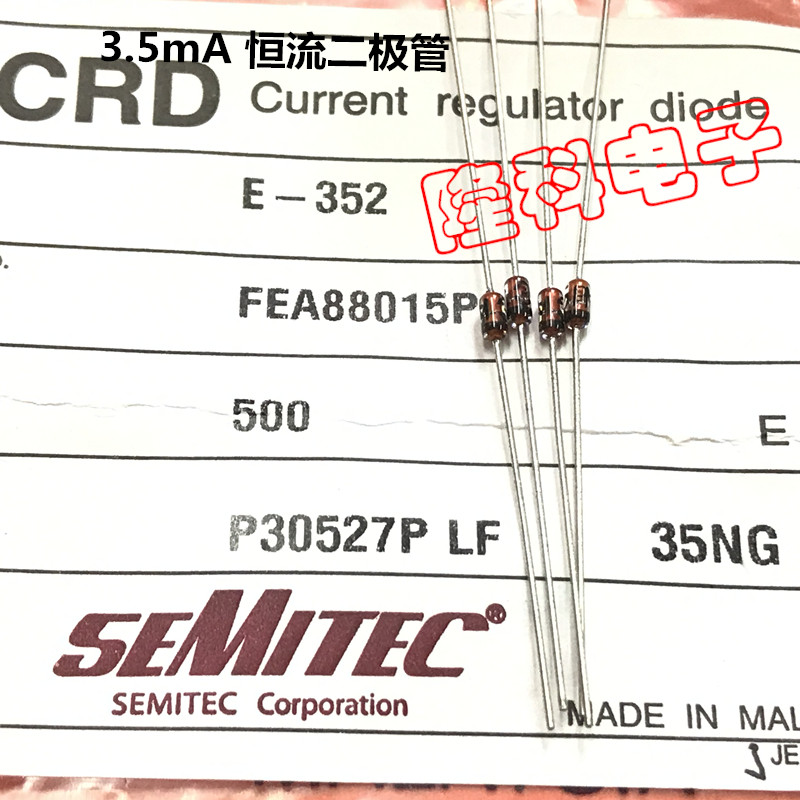 3.5mA 恒流二极管
CRD Current regulator diode
隆科电子
E-352
FEA88015P
500
E
P30527P LF 35NG
SEMITEC®
SEMITEC Corporation
MADE IN MAL
JE